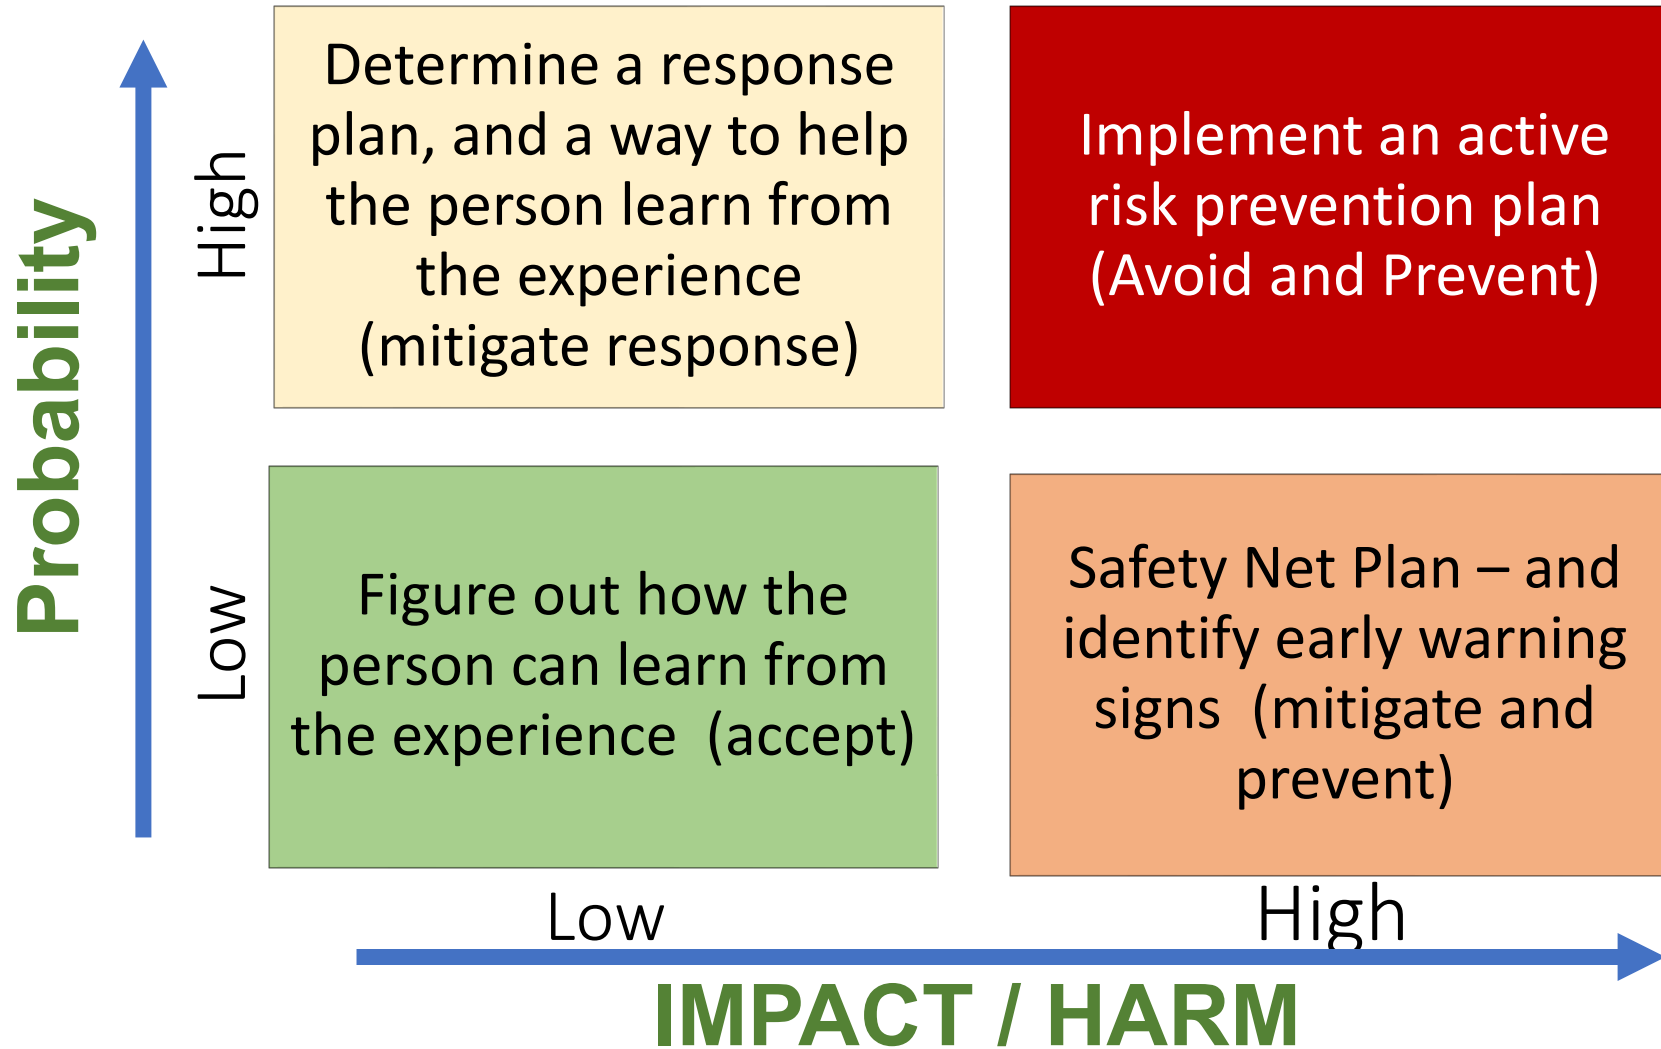 Probability
High
Determine a response
plan, and a way to help
the person learn from
the experience
(mitigate response)
Implement an active
risk prevention plan
(Avoid and Prevent)
Low
Figure out how the
person can learn from
the experience  (accept)
Safety Net Plan – and
identify early warning
signs  (mitigate and
prevent)
Low
High
IMPACT / HARM